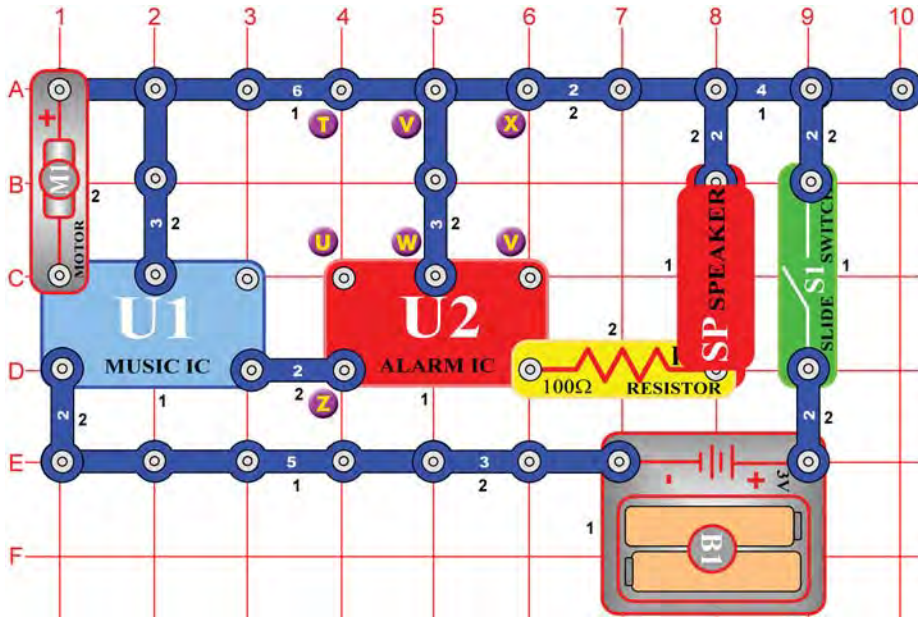 1 2 3 4 5 6 7 8 9 10
A 6 2 4
1 2 1
+ T V X 2 2 2 2
B M1 2 3 2 3 2
MOTOR U W V SP SPEAKER SLIDE S1 SWITCH
C 1 1
U1 U2
2
D MUSIC IC 2 ALARM IC 100Ω RESISTOR
2 2 1 2 Z 1 2 2
E 5 3 - + 3V
1 2
1
F B1